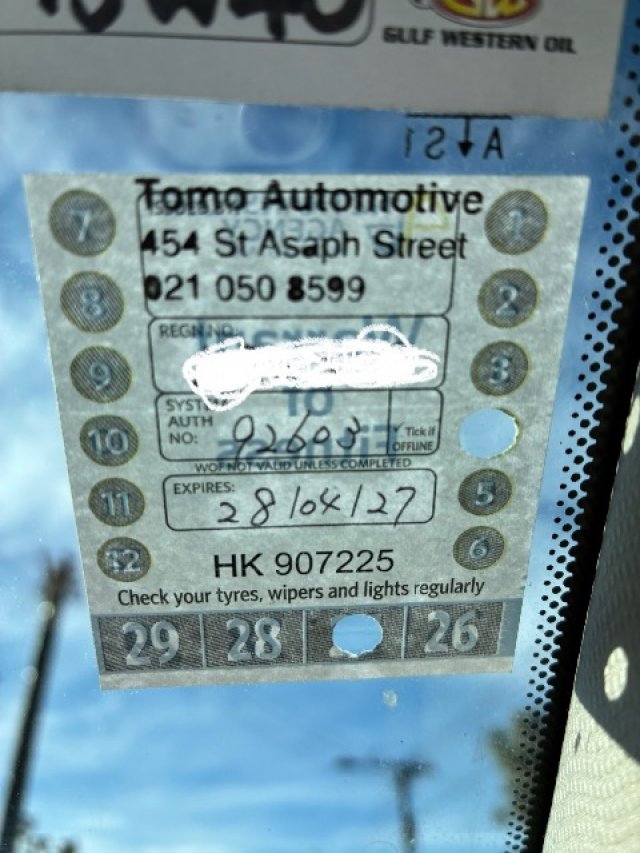 GULF WESTERN OIL
A
S1
Tomo Automotive
454 St Asaph Street
021 050 8599
REGN NO
SYSTEM
AUTH
NO: 92603
Tick if
OFFLINE
WOF NOT VALID UNLESS COMPLETED
EXPIRES: 28/04/27
HK 907225
Check your tyres, wipers and lights regularly
7 1
8 2
9 3
10
11 5
12 6
29 28 26